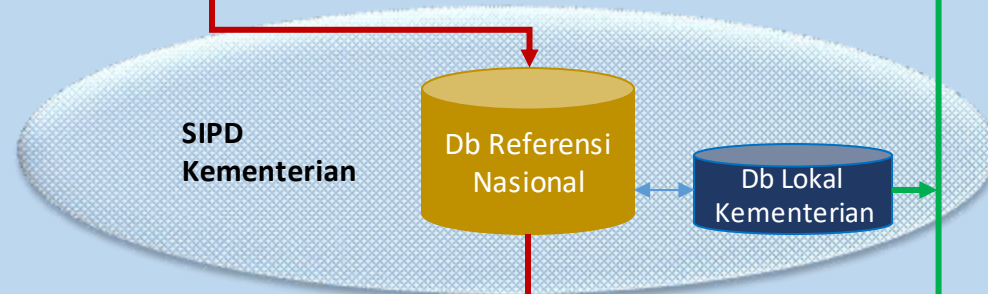 SIPD
Kementerian
Db Referensi
Nasional
Db Lokal
Kementerian